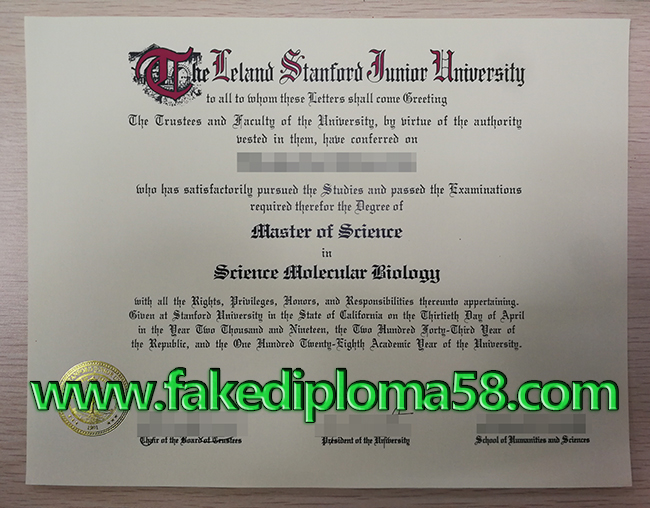 The Leland Stanford Junior University
to all to whom these Letters shall come Greeting
The Trustees and Faculty of the University, by virtue of the authority
vested in them, have conferred on
who has satisfactorily pursued the Studies and passed the Examinations
required therefor the Degree of
Master of Science
in
Science Molecular Biology
with all the Rights, Privileges, Honors, and Responsibilities thereunto appertaining.
Given at Stanford University in the State of California on the Thirtieth Day of April
in the Year Two Thousand and Nineteen, the Two Hundred Forty-Third Year of
the Republic, and the One Hundred Twenty-Eighth Academic Year of the University.
www.fakediploma58.com
Chair of the Board of Trustees
President of the University
School of Humanities and Sciences